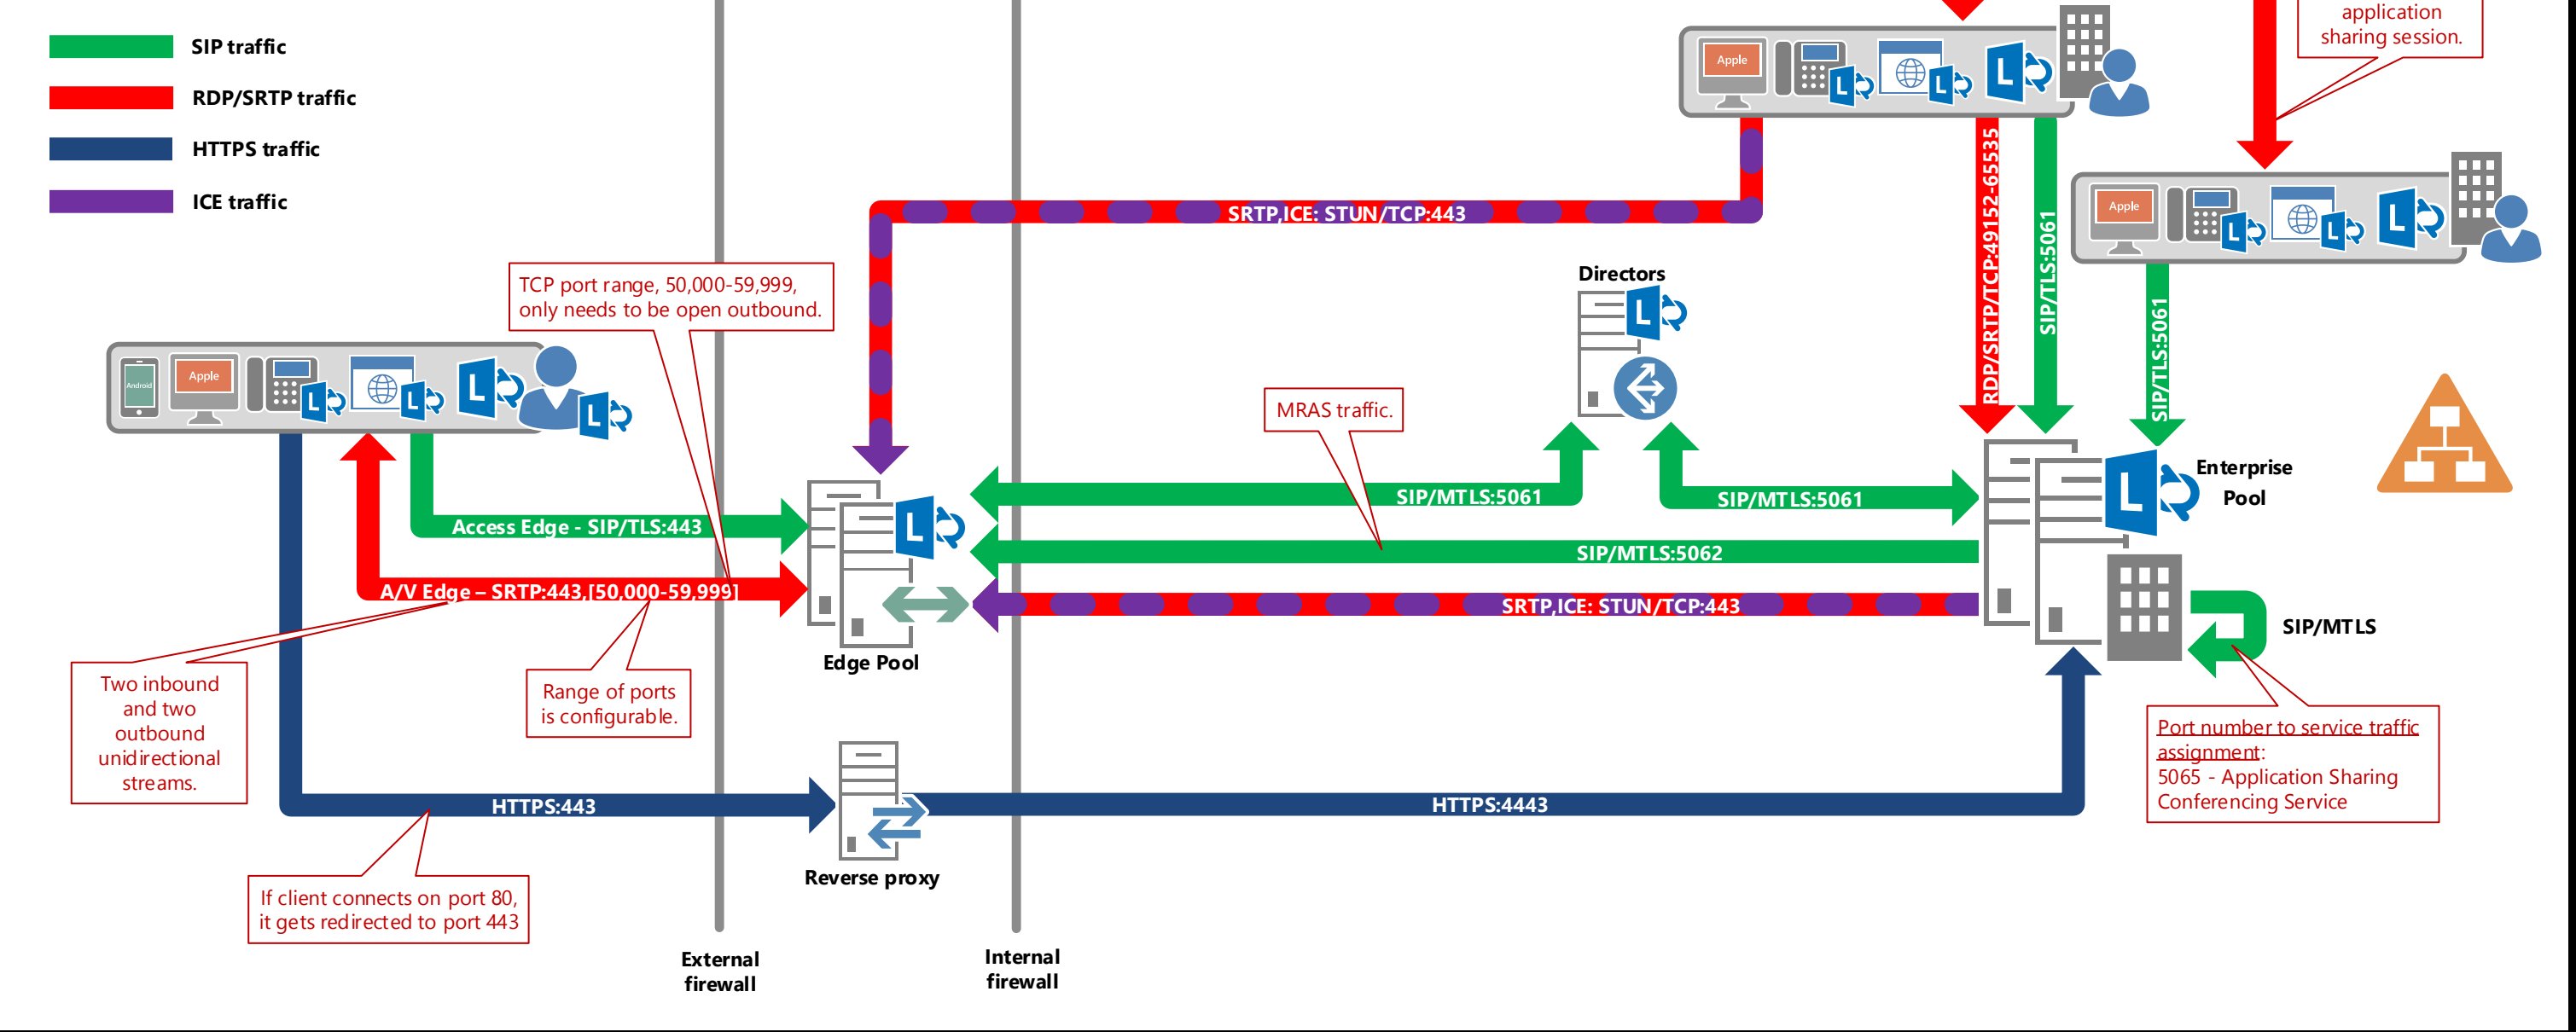 SIP traffic
RDP/SRTP traffic
HTTPS traffic
ICE traffic
application
sharing session.
Apple
Apple
SRTP,ICE: STUN/TCP:443
RDP/SRTP/TCP:49152-65535
SIP/TLS:5061
SIP/TLS:5061
TCP port range, 50,000-59,999,
only needs to be open outbound.
Directors
Android
Apple
MRAS traffic.
Enterprise
Pool
SIP/MTLS:5061
SIP/MTLS:5061
Access Edge - SIP/TLS:443
SIP/MTLS:5062
A/V Edge – SRTP:443,[50,000-59,999]
SRTP,ICE: STUN/TCP:443
SIP/MTLS
Edge Pool
Two inbound
and two
outbound
unidirectional
streams.
Range of ports
is configurable.
Port number to service traffic
assignment:
5065 - Application Sharing
Conferencing Service
HTTPS:443
HTTPS:4443
Reverse proxy
If client connects on port 80,
it gets redirected to port 443
External
firewall
Internal
firewall